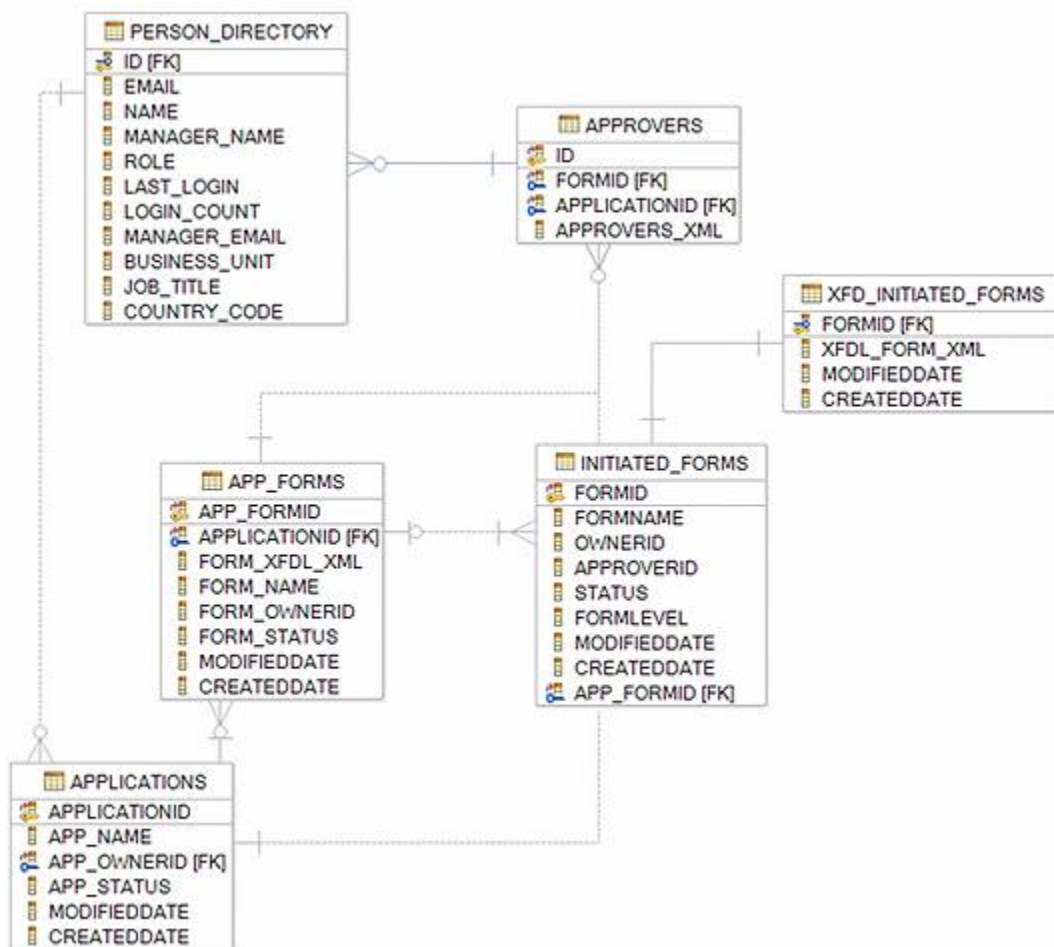 PERSON_DIRECTORY
ID [FK]
EMAIL
NAME
MANAGER_NAME
ROLE
LAST_LOGIN
LOGIN_COUNT
MANAGER_EMAIL
BUSINESS_UNIT
JOB_TITLE
COUNTRY_CODE
APPROVERS
ID
FORMID [FK]
APPLICATIONID [FK]
APPROVERS_XML
XFD_INITIATED_FORMS
FORMID [FK]
XFDL_FORM_XML
MODIFIEDDATE
CREATEDDATE
APP_FORMS
APP_FORMID
APPLICATIONID [FK]
FORM_XFDL_XML
FORM_NAME
FORM_OWNERID
FORM_STATUS
MODIFIEDDATE
CREATEDDATE
INITIATED_FORMS
FORMID
FORMNAME
OWNERID
APPROVERID
STATUS
FORMLEVEL
MODIFIEDDATE
CREATEDDATE
APP_FORMID [FK]
APPLICATIONS
APPLICATIONID
APP_NAME
APP_OWNERID [FK]
APP_STATUS
MODIFIEDDATE
CREATEDDATE